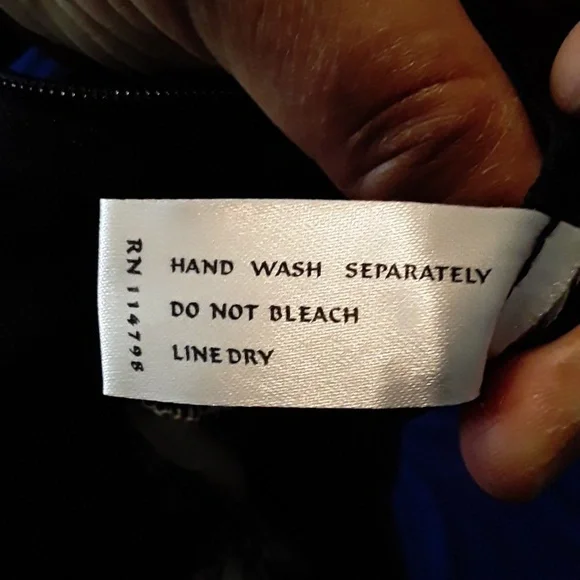 RN 114798
HAND WASH SEPARATELY
DO NOT BLEACH
LINE DRY